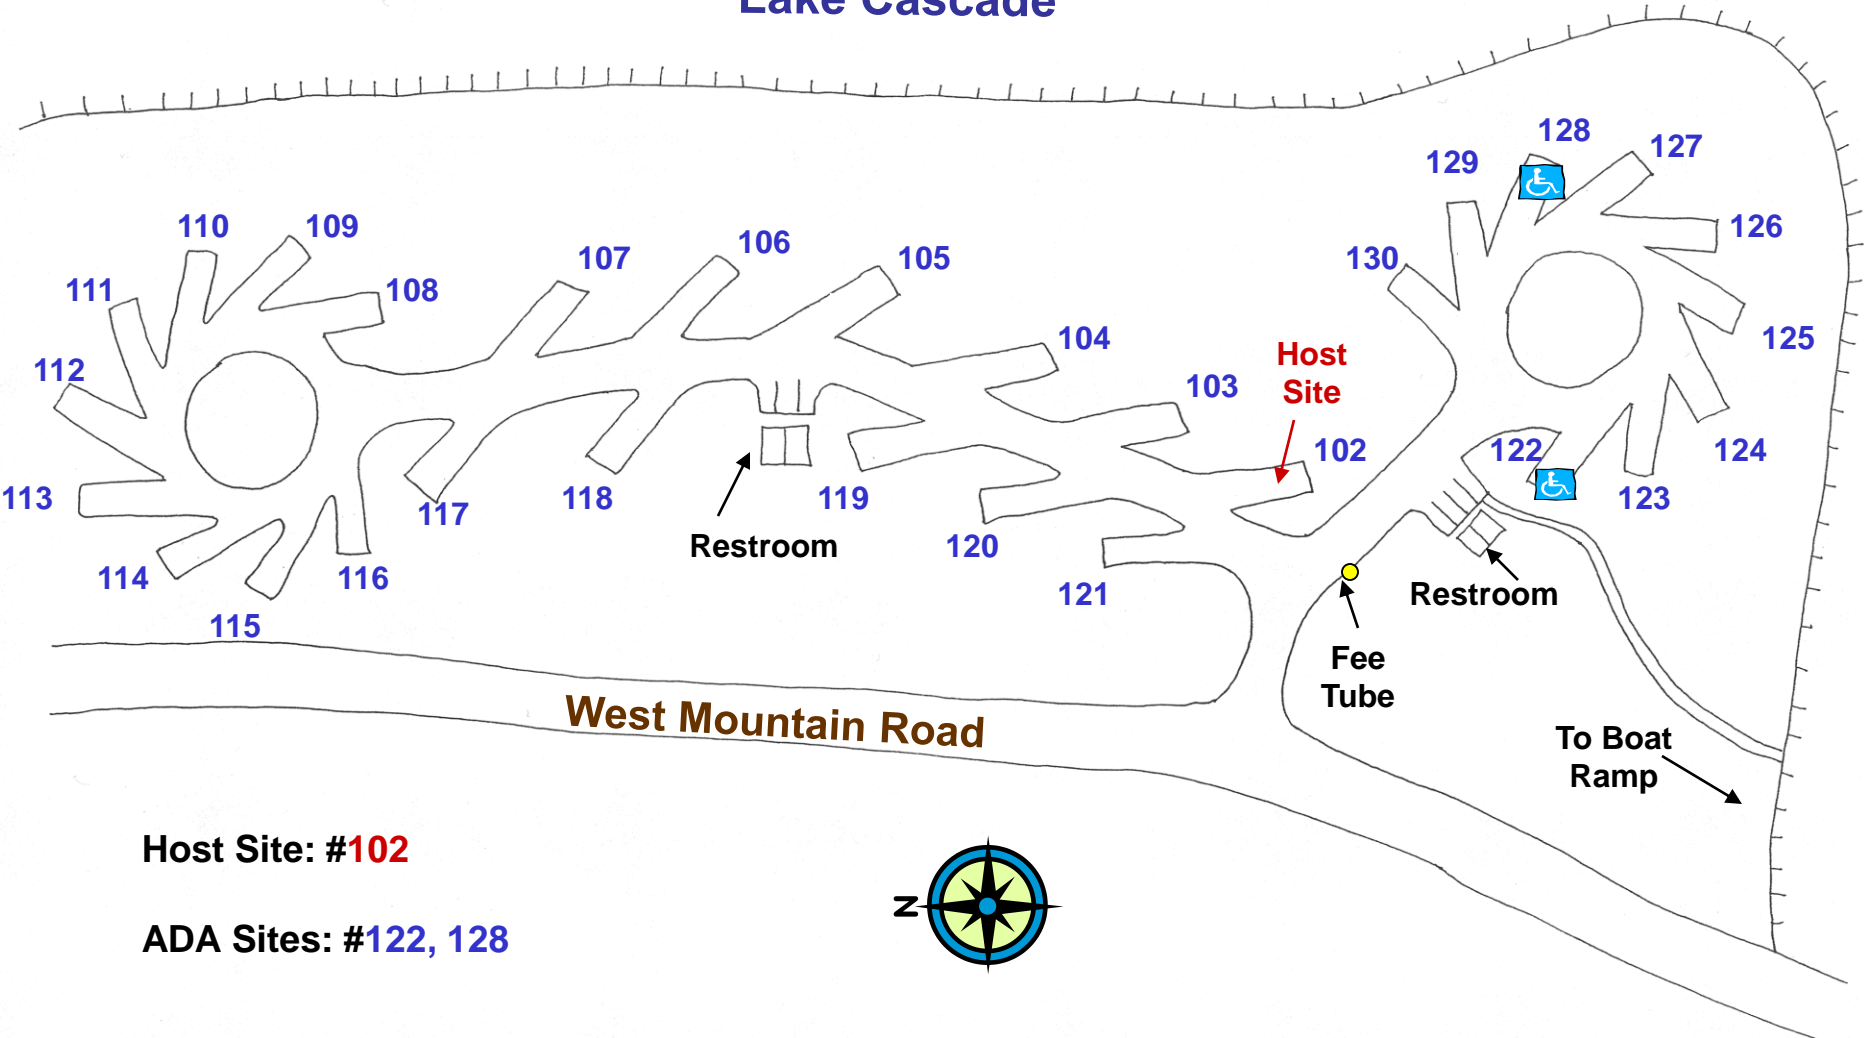 Lake Cascade
128
127
129
110
109
126
106
107
105
130
111
108
125
104
Host
Site
112
103
102
122
124
113
118
119
123
117
Restroom
120
114
116
121
Restroom
115
Fee
Tube
West Mountain Road
To Boat
Ramp
Host Site: #102
N
ADA Sites: #122, 128